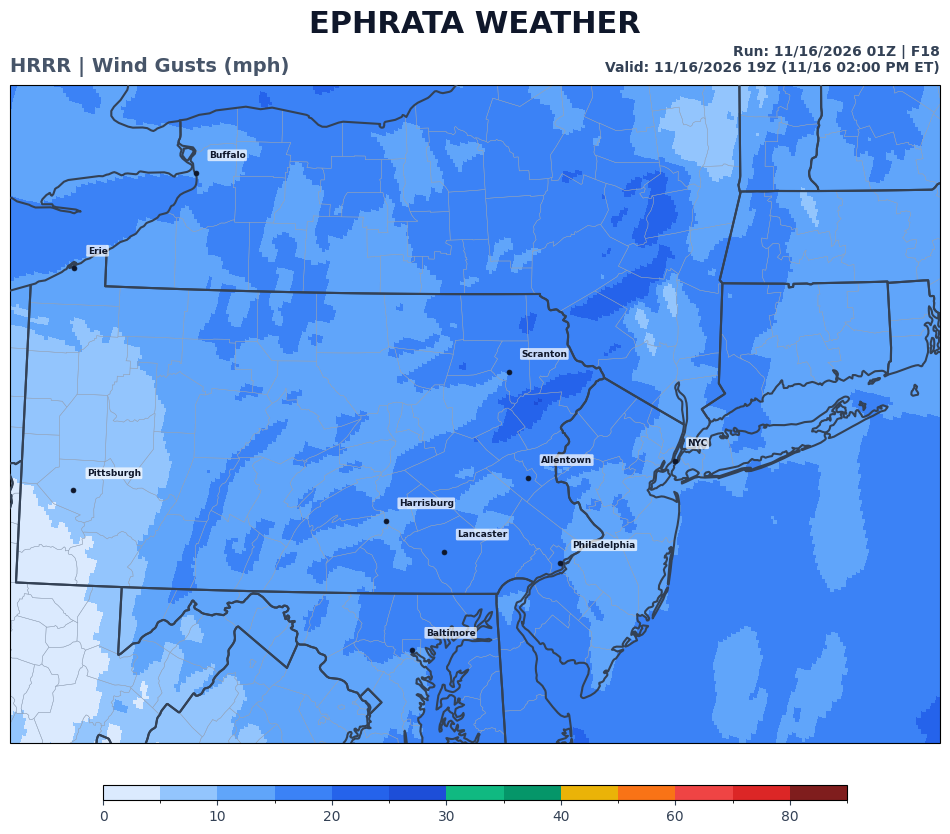 EPHRATA WEATHER
HRRR | Wind Gusts (mph)
Run: 11/16/2026 01Z | F18
Valid: 11/16/2026 19Z (11/16 02:00 PM ET)
Buffalo
Erie
Scranton
NYC
Allentown
Pittsburgh
Harrisburg
Lancaster
Philadelphia
Baltimore
0 10 20 30 40 50 60 70 80